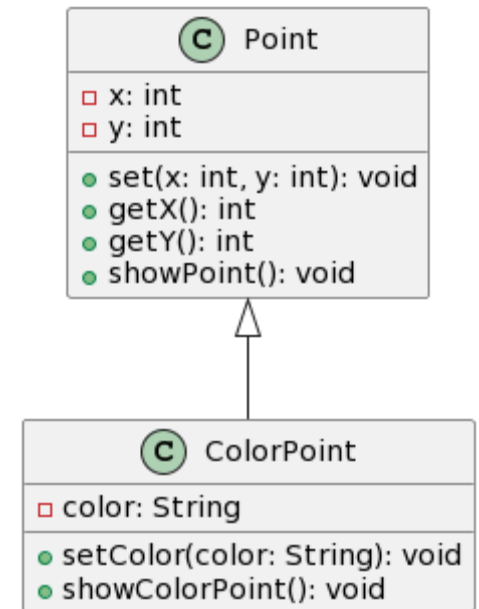 C Point
x: int
y: int
set(x: int, y: int): void
getX(): int
getY(): int
showPoint(): void
C ColorPoint
color: String
setColor(color: String): void
showColorPoint(): void